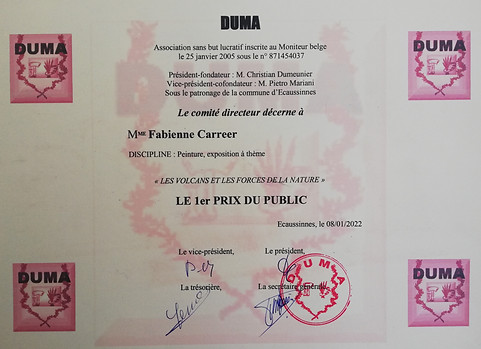 DUMA
DUMA
DUMA
Association sans but lucratif inscrite au Moniteur belge
le 25 janvier 2005 sous le n° 871454037
Président-fondateur : M. Christian Dumeunier
Vice-président-cofondateur : M. Pietro Mariani
Sous le patronage de la commune d'Ecaussinnes
Le comité directeur décerne à
MME Fabienne Carreer
DISCIPLINE : Peinture, exposition à thème
« LES VOLCANS ET LES FORCES DE LA NATURE »
LE 1er PRIX DU PUBLIC
Ecaussinnes, le 08/01/2022
Le vice-président,
Le président,
DUMA
La trésorière,
La secrétaire générale,
DUMA
DUMA